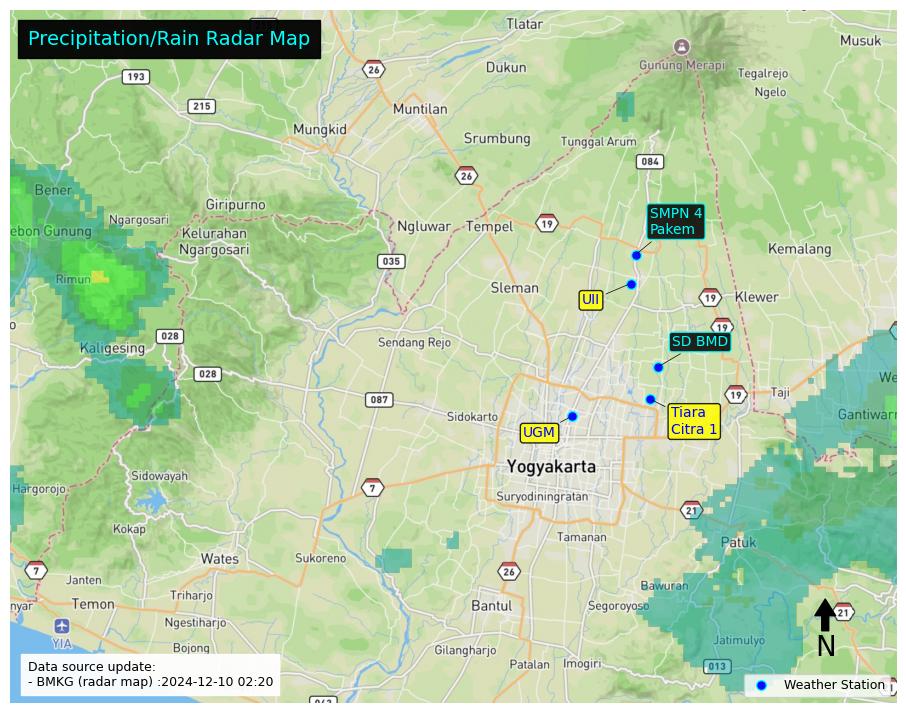 Precipitation/Rain Radar Map
Tlatar
Musuk
26
193
Dukun
Gunung Merapi
Tegalrejo
Ngelo
215
Muntilan
Mungkid
Srumbung
Tunggal Arum
084
26
Bener
Giripurno
SMPN 4
Pakem
Ngargosari
ebon Gunung
Kelurahan
Ngargosari
Ngluwar
Tempel
19
Kemalang
035
Rimun
Sleman
UII
19
Klewer
o
19
028
Kaligesing
Sendang Rejo
SD BMD
028
We
087
19
Taji
Sidokarto
UGM
Tiara
Citra 1
Gantiwar
Yogyakarta
Sidowayah
Hargorojo
7
Suryodiningratan
21
Kokap
Tamanan
Patuk
Wates
Sukoreno
7
Janten
26
Bawuran
Triharjo
nyar
Temon
Bantul
Segoroyoso
21
Ngestiharjo
YIA
Jatimulyo
N
Bojong
Gilangharjo
Patalan
Imogiri
013
Data source update:
- BMKG (radar map) :2024-12-10 02:20
Weather Station